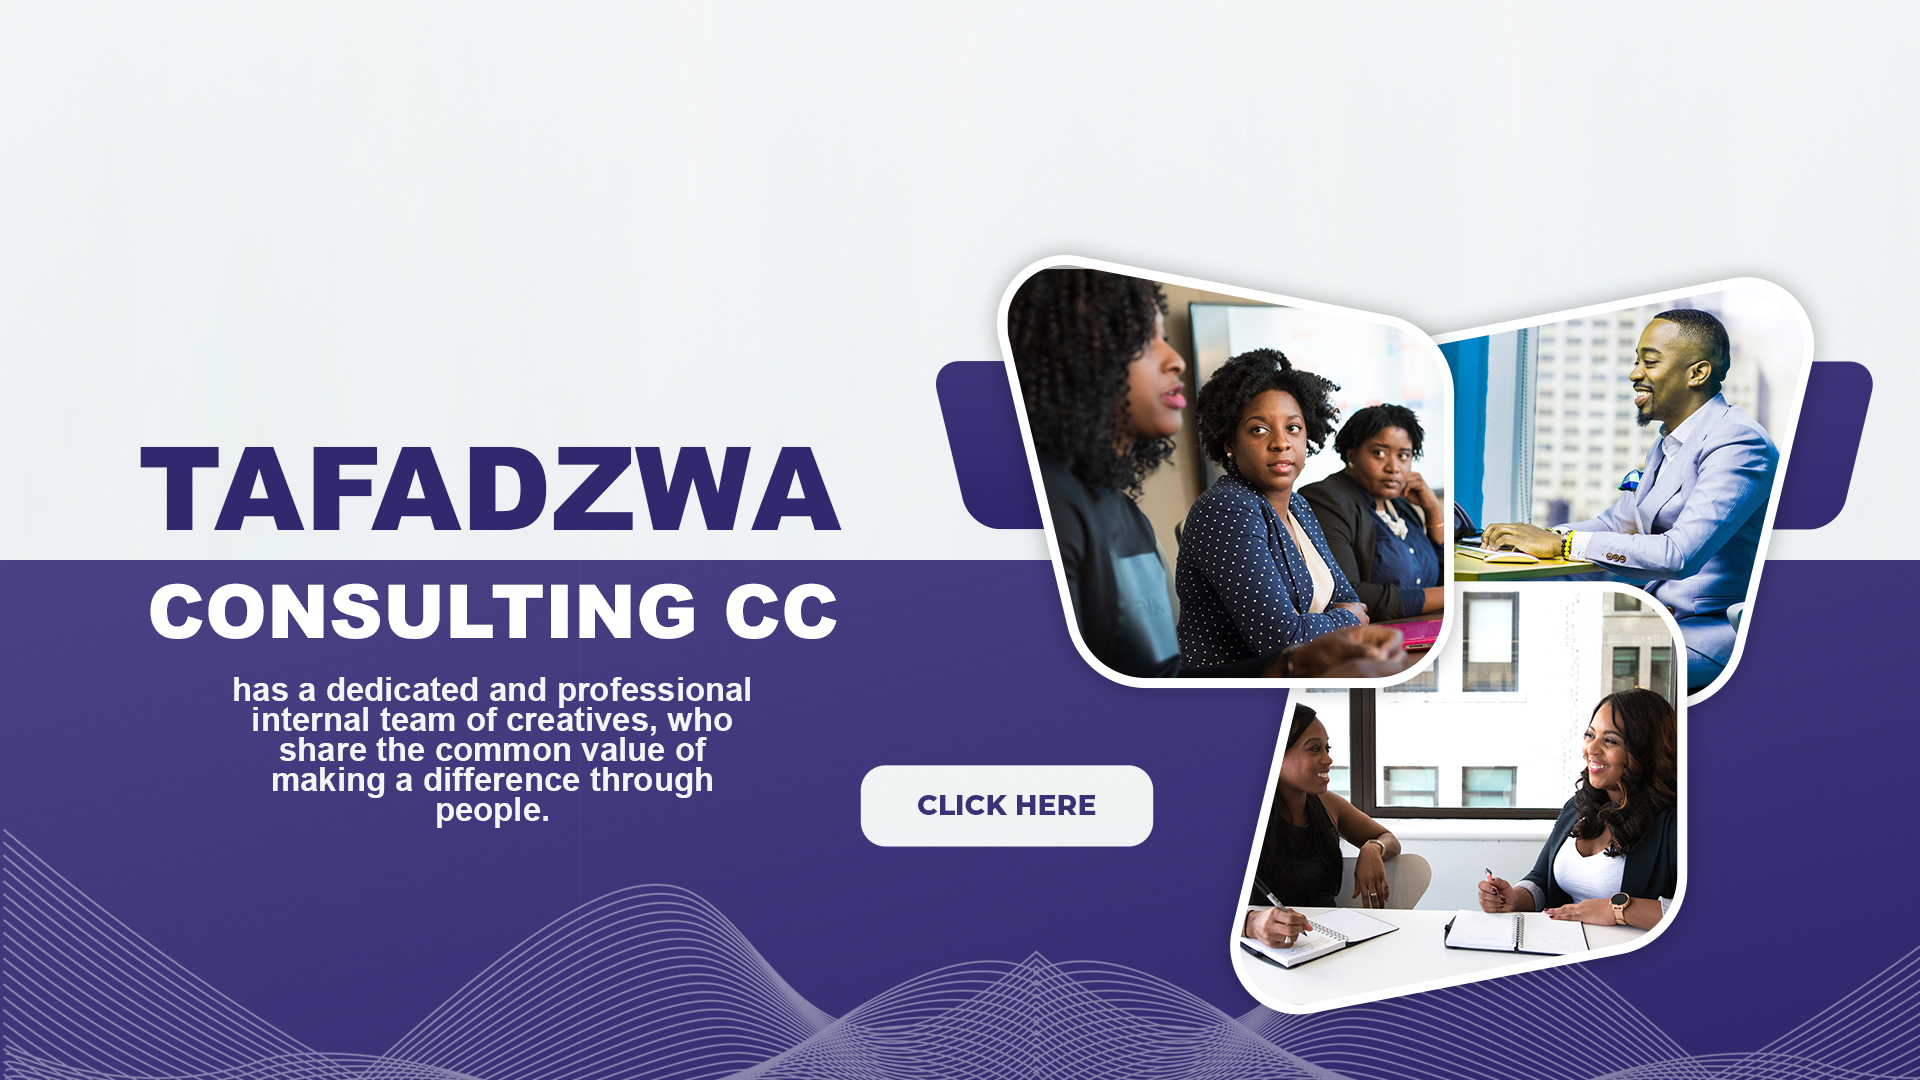 TAFADZWA
CONSULTING CC
has a dedicated and professional
internal team of creatives, who
share the common value of
making a difference through
people.
CLICK HERE